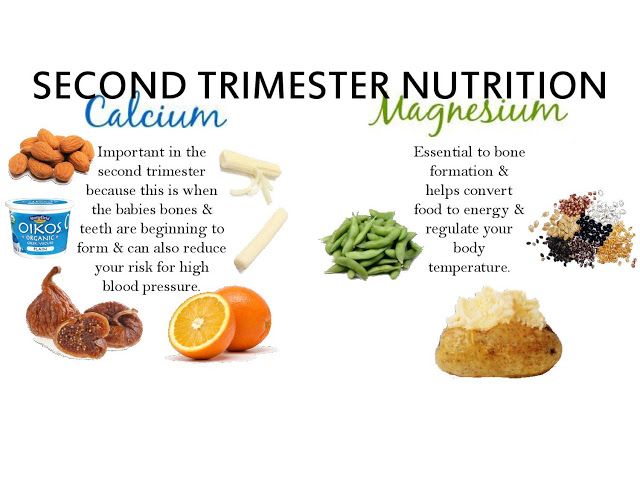 SECOND TRIMESTER NUTRITION
Calcium
Important in the
second trimester
because this is when
the babies bones &
teeth are beginning to
form & can also reduce
your risk for high
blood pressure.
OIKOS
ORGANIC
Magnesium
Essential to bone
formation &
helps convert
food to energy &
regulate your
body
temperature.